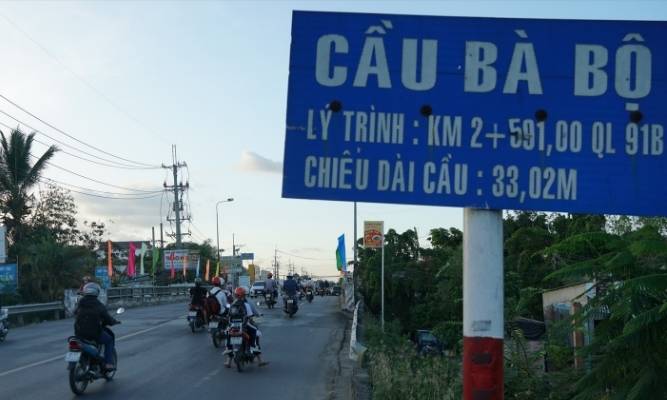 CẦU BÀ BỘ
LÝ TRÌNH : KM 2+591,00 QL 91B
CHIỀU DÀI CẦU : 33,02M